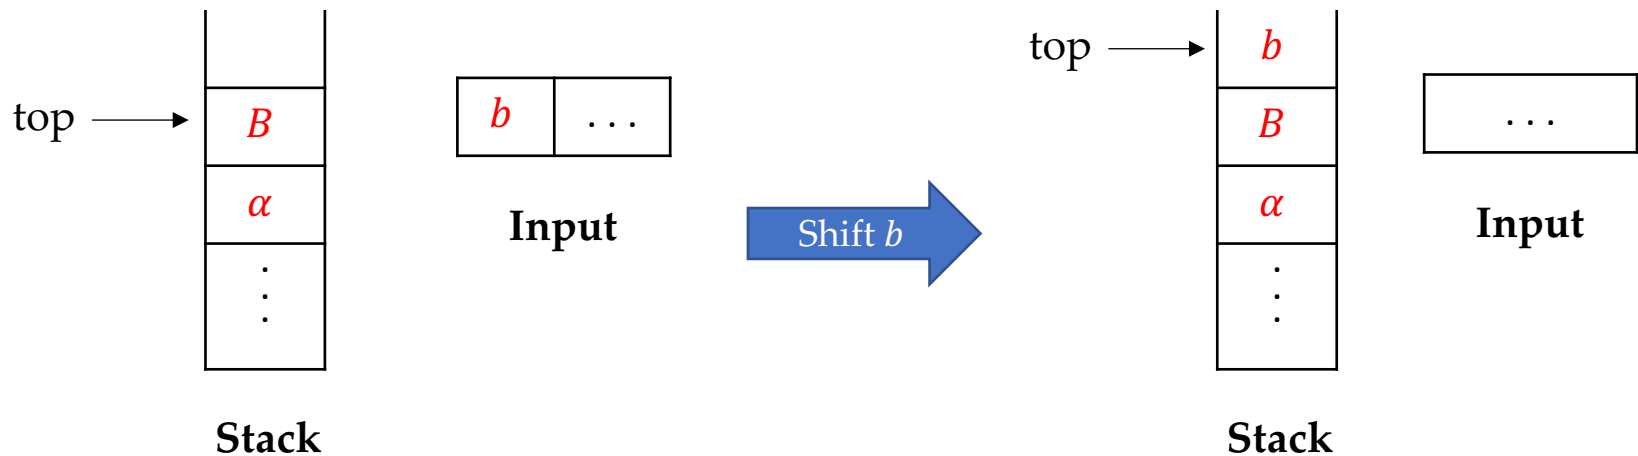 top
B
α
.
.
.
Stack
b
. . .
Input
Shift b
top
b
B
α
.
.
.
Stack
. . .
Input